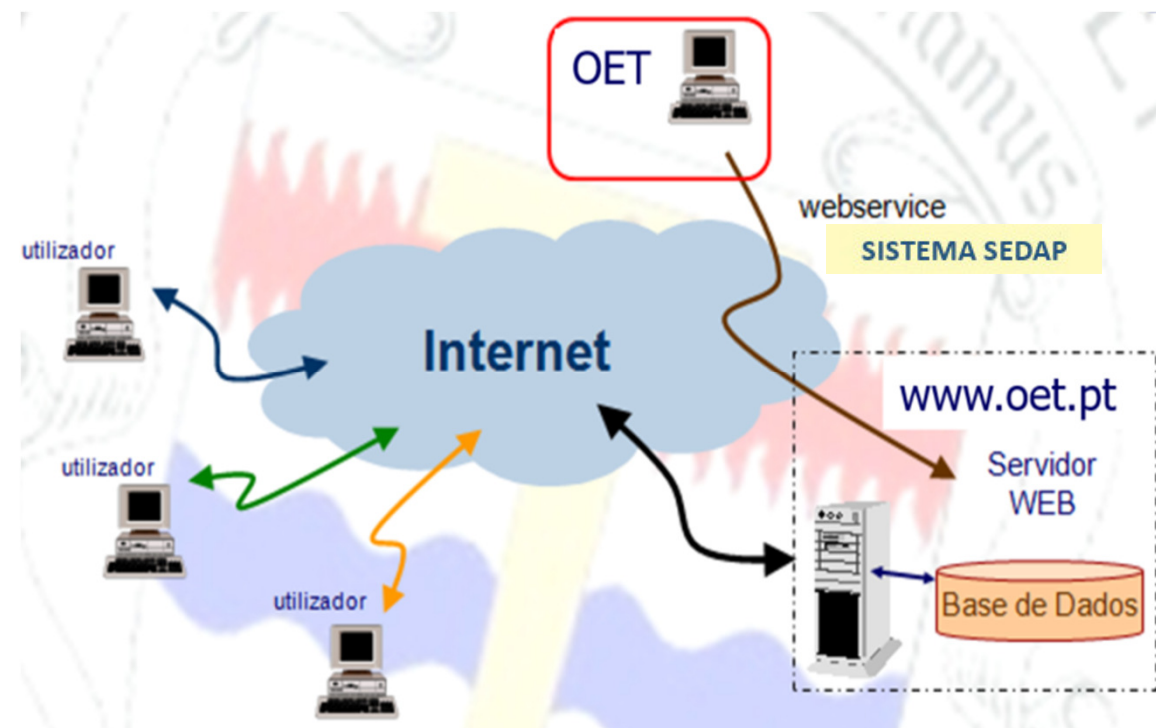 OET
webservice
SISTEMA SEDAP
utilizador
Internet
www.oet.pt
Servidor
WEB
utilizador
Base de Dados
utilizador